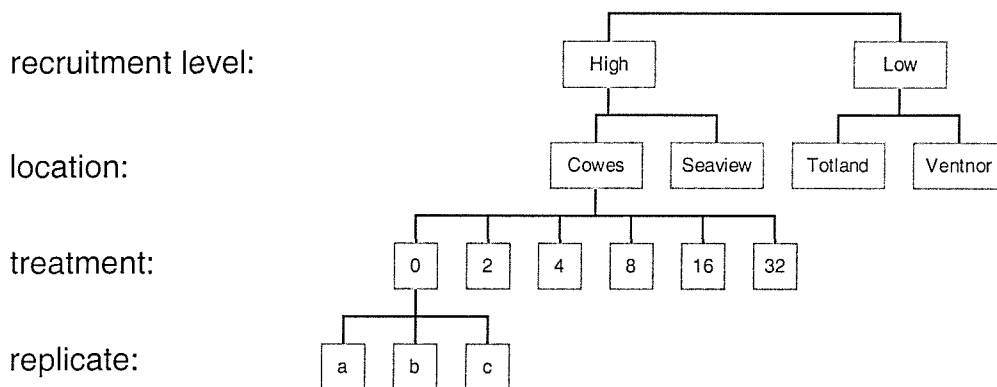 recruitment level: High Low
location: Cowes Seaview Totland Ventnor
treatment: 0 2 4 8 16 32
replicate: a b c